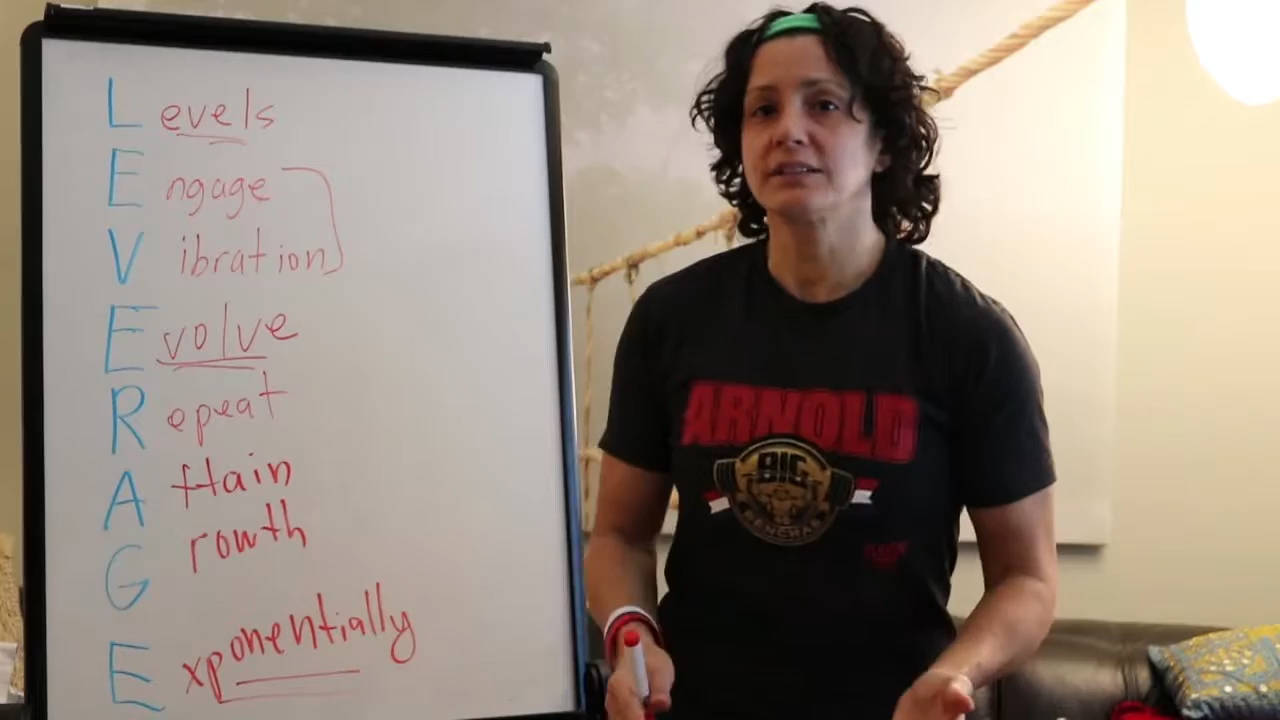 Levels
Engage
Vibration
Evolve
Repeat
Attain
Growth
Exponentially
ARNOLD
BIG